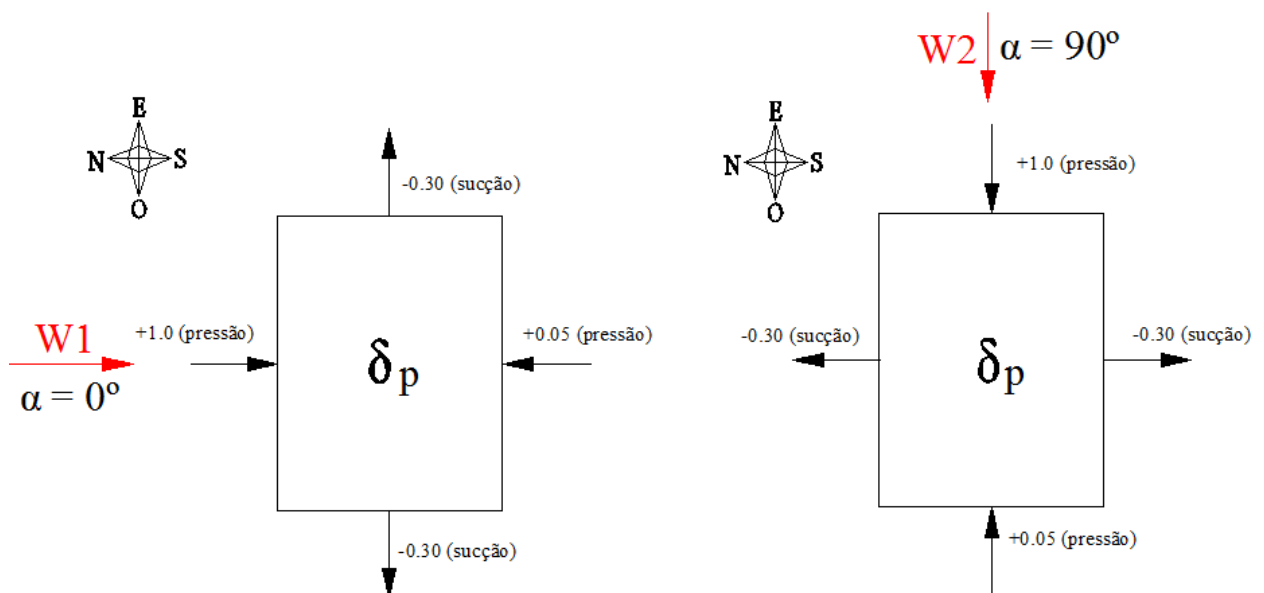 E
N
S
O
-0.30 (sucção)
W1
α = 0º
+1.0 (pressão)
δp
+0.05 (pressão)
-0.30 (sucção)
W2
α = 90º
E
N
S
O
+1.0 (pressão)
-0.30 (sucção)
δp
-0.30 (sucção)
+0.05 (pressão)